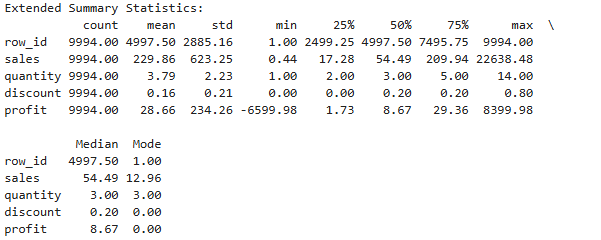 Extended Summary Statistics:
            count    mean     std      min     25%     50%     75%      max  \
row_id    9994.00 4997.50 2885.16     1.00 2499.25 4997.50 7495.75  9994.00
sales     9994.00  229.86  623.25     0.44   17.28   54.49  209.94 22638.48
quantity  9994.00    3.79    2.23     1.00    2.00    3.00    5.00    14.00
discount  9994.00    0.16    0.21     0.00    0.00    0.20    0.20     0.80
profit    9994.00   28.66  234.26 -6599.98    1.73    8.67   29.36  8399.98
           Median  Mode
row_id    4997.50  1.00
sales       54.49 12.96
quantity     3.00  3.00
discount     0.20  0.00
profit       8.67  0.00